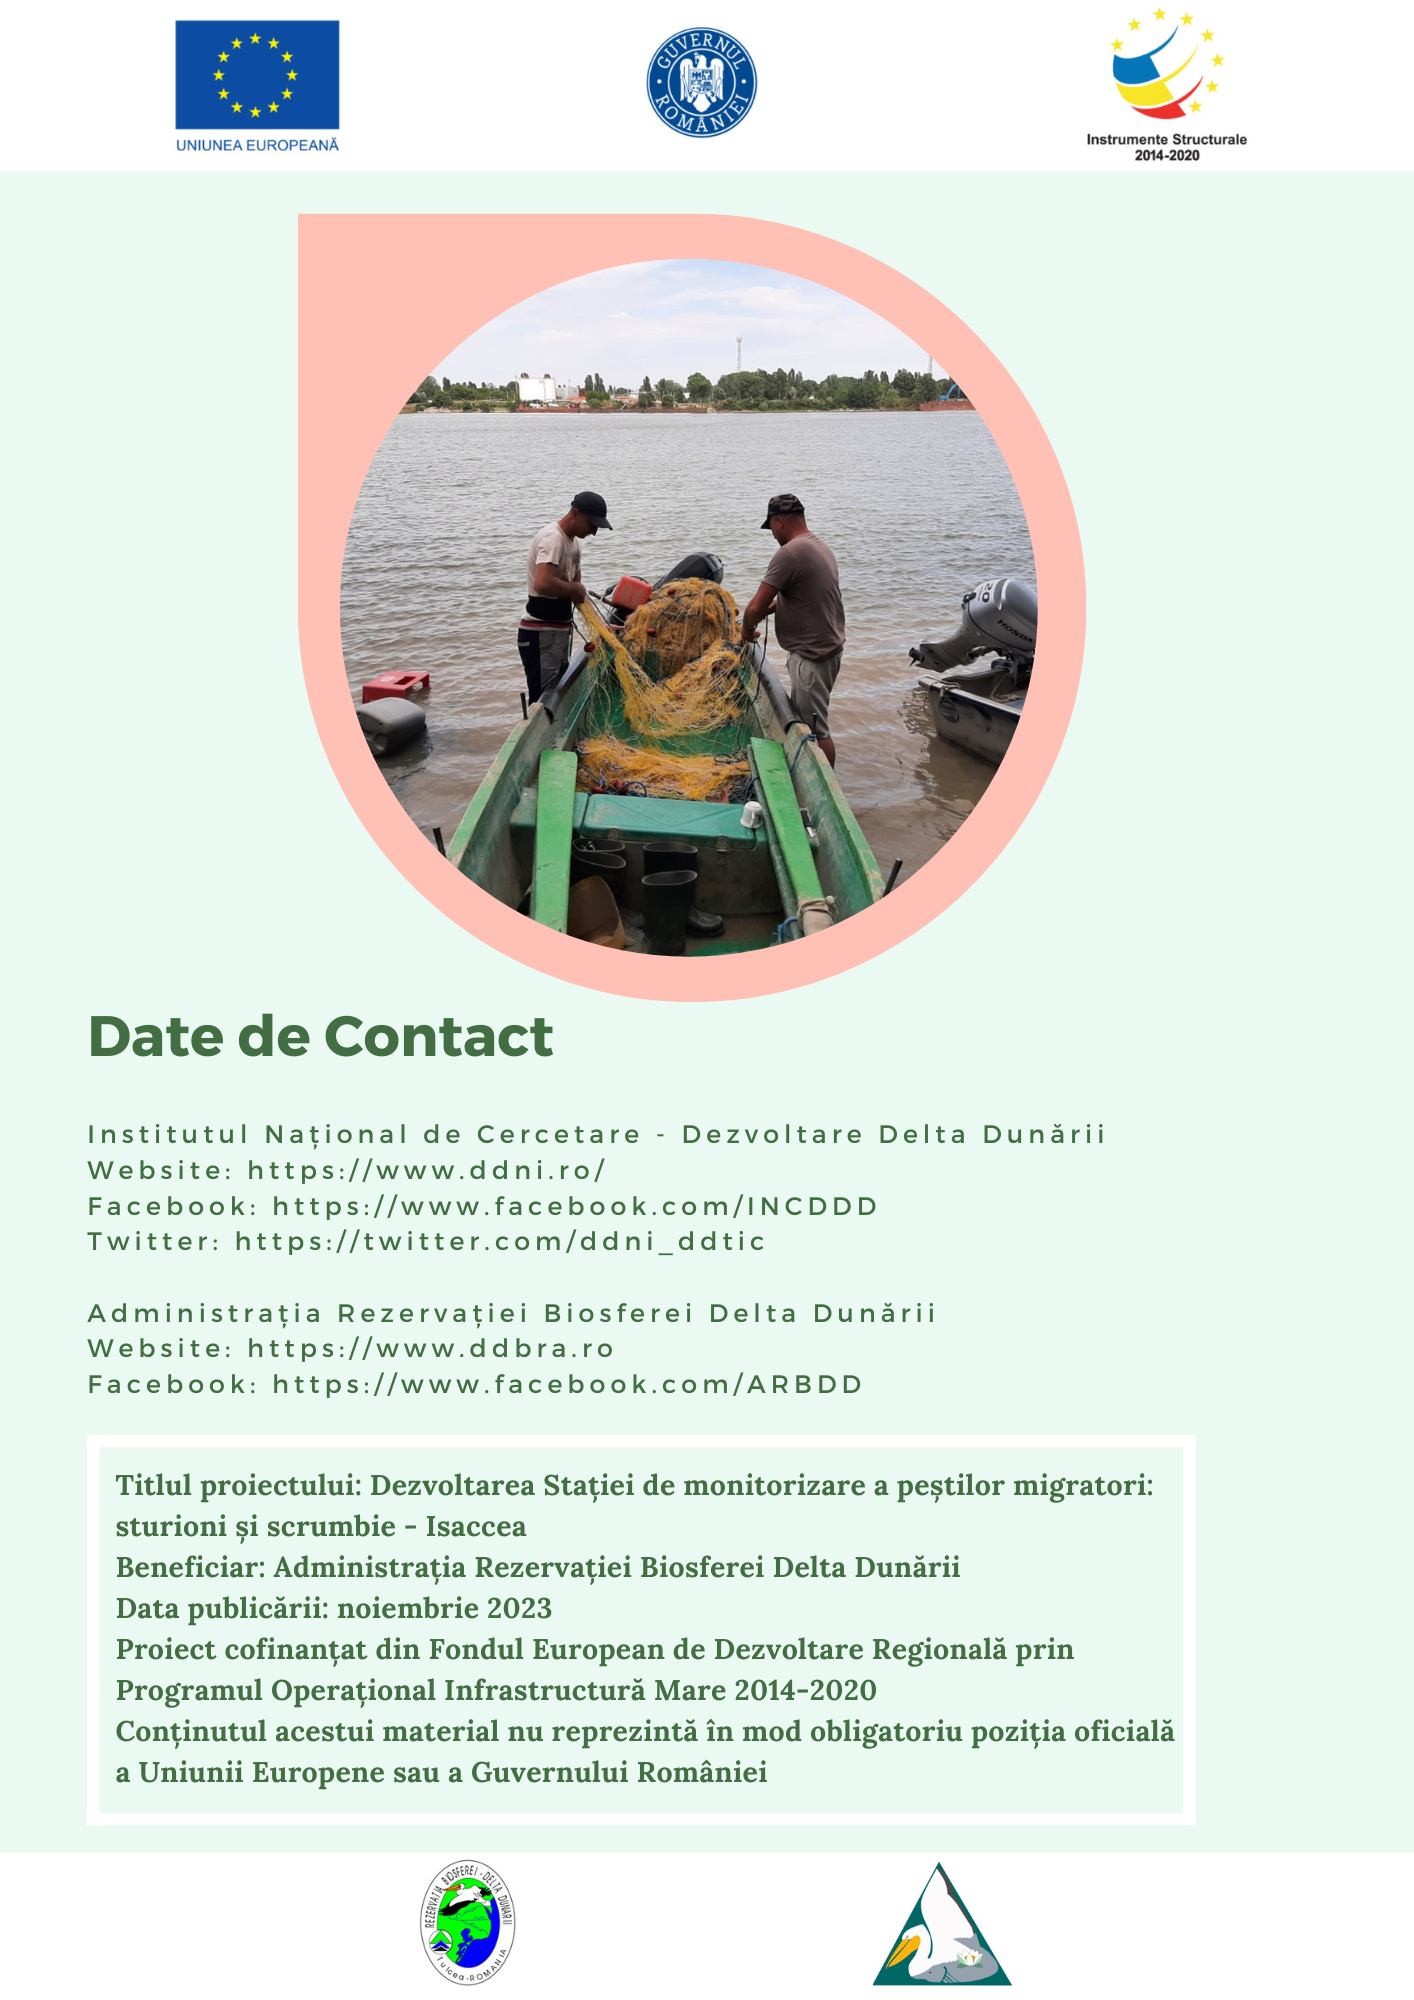 UNIUNEA EUROPEANĂ
GUVERNUL ROMÂNIEI
Instrumente Structurale
2014-2020
HONDA
Date de Contact
Institutul Național de Cercetare - Dezvoltare Delta Dunării
Website: https://www.ddni.ro/
Facebook: https://www.facebook.com/INCDDD
Twitter: https://twitter.com/ddni_ddtic
Administrația Rezervației Biosferei Delta Dunării
Website: https://www.ddbra.ro
Facebook: https://www.facebook.com/ARBDD
Titlul proiectului: Dezvoltarea Stației de monitorizare a peștilor migratori:
sturioni și scrumbie - Isaccea
Beneficiar: Administrația Rezervației Biosferei Delta Dunării
Data publicării: noiembrie 2023
Proiect cofinanțat din Fondul European de Dezvoltare Regională prin
Programul Operațional Infrastructură Mare 2014-2020
Conținutul acestui material nu reprezintă în mod obligatoriu poziția oficială
a Uniunii Europene sau a Guvernului României
REZERVAȚIA BIOSFEREI - DELTA DUNĂRII
Tulcea - ROMANIA